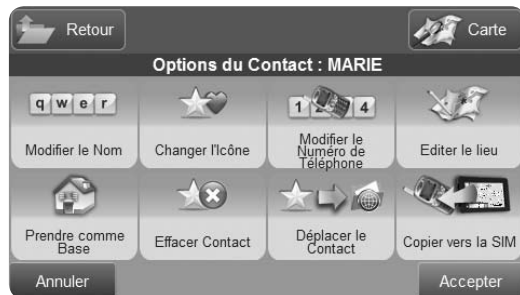 Retour
Carte
Options du Contact : MARIE
q w e r
Modifier le Nom
Changer l'Icône
1 2 4
Modifier le
Numéro de
Téléphone
Editer le lieu
Prendre comme
Base
Effacer Contact
Déplacer le
Contact
Copier vers la SIM
Annuler
Accepter